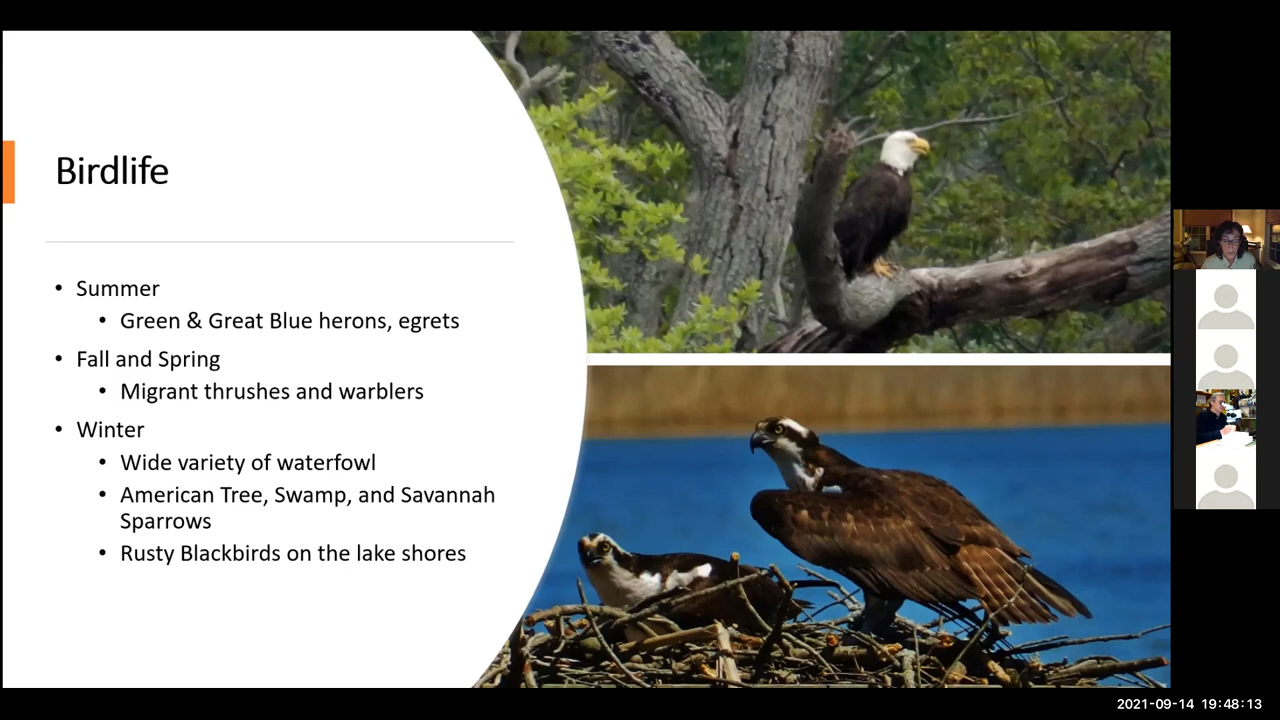 Birdlife
• Summer
• Green & Great Blue herons, egrets
• Fall and Spring
• Migrant thrushes and warblers
• Winter
• Wide variety of waterfowl
• American Tree, Swamp, and Savannah
Sparrows
• Rusty Blackbirds on the lake shores
2021-09-14 19:48:13